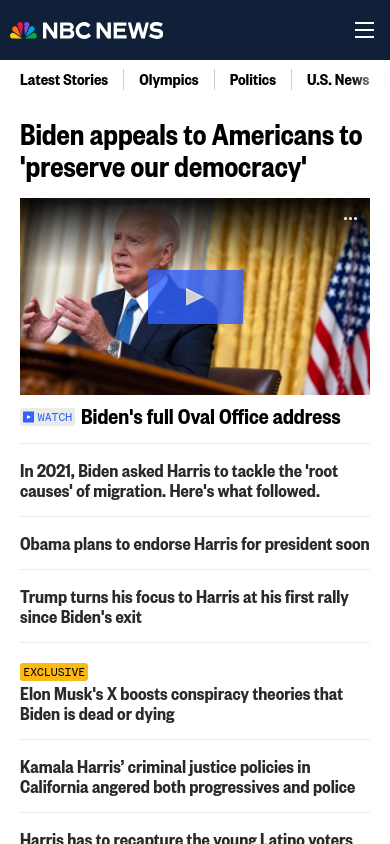 NBC NEWS
Latest Stories
Olympics
Politics
U.S. News
Biden appeals to Americans to
'preserve our democracy'
WATCH Biden's full Oval Office address
In 2021, Biden asked Harris to tackle the 'root
causes' of migration. Here's what followed.
Obama plans to endorse Harris for president soon
Trump turns his focus to Harris at his first rally
since Biden's exit
EXCLUSIVE
Elon Musk's X boosts conspiracy theories that
Biden is dead or dying
Kamala Harris’ criminal justice policies in
California angered both progressives and police
Harris has to recapture the young Latino voters